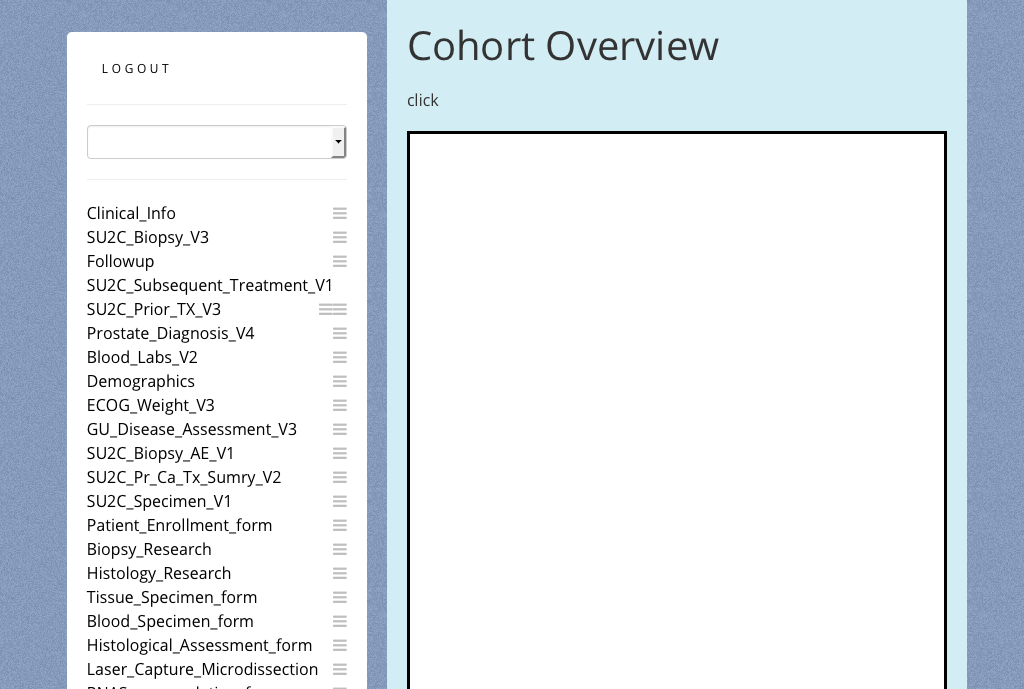 LOGOUT
Clinical_Info
SU2C_Biopsy_V3
Followup
SU2C_Subsequent_Treatment_V1
SU2C_Prior_TX_V3
Prostate_Diagnosis_V4
Blood_Labs_V2
Demographics
ECOG_Weight_V3
GU_Disease_Assessment_V3
SU2C_Biopsy_AE_V1
SU2C_Pr_Ca_Tx_Sumry_V2
SU2C_Specimen_V1
Patient_Enrollment_form
Biopsy_Research
Histology_Research
Tissue_Specimen_form
Blood_Specimen_form
Histological_Assessment_form
Laser_Capture_Microdissection
Cohort Overview
click